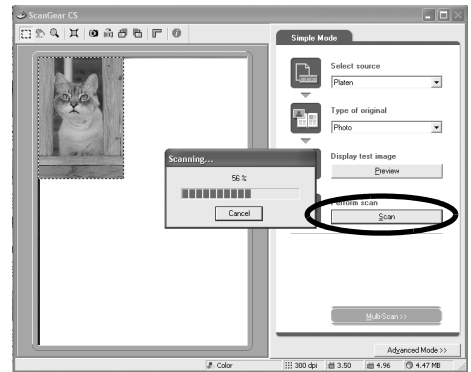 ScanGear CS
Simple Mode
Select source
Platen
Type of original
Photo
Display test image
Preview
Scanning...
56 %
Cancel
Perform scan
Scan
Multi-Scan >>
Advanced Mode >>
Color
300 dpi
3.50
4.96
4.47 MB